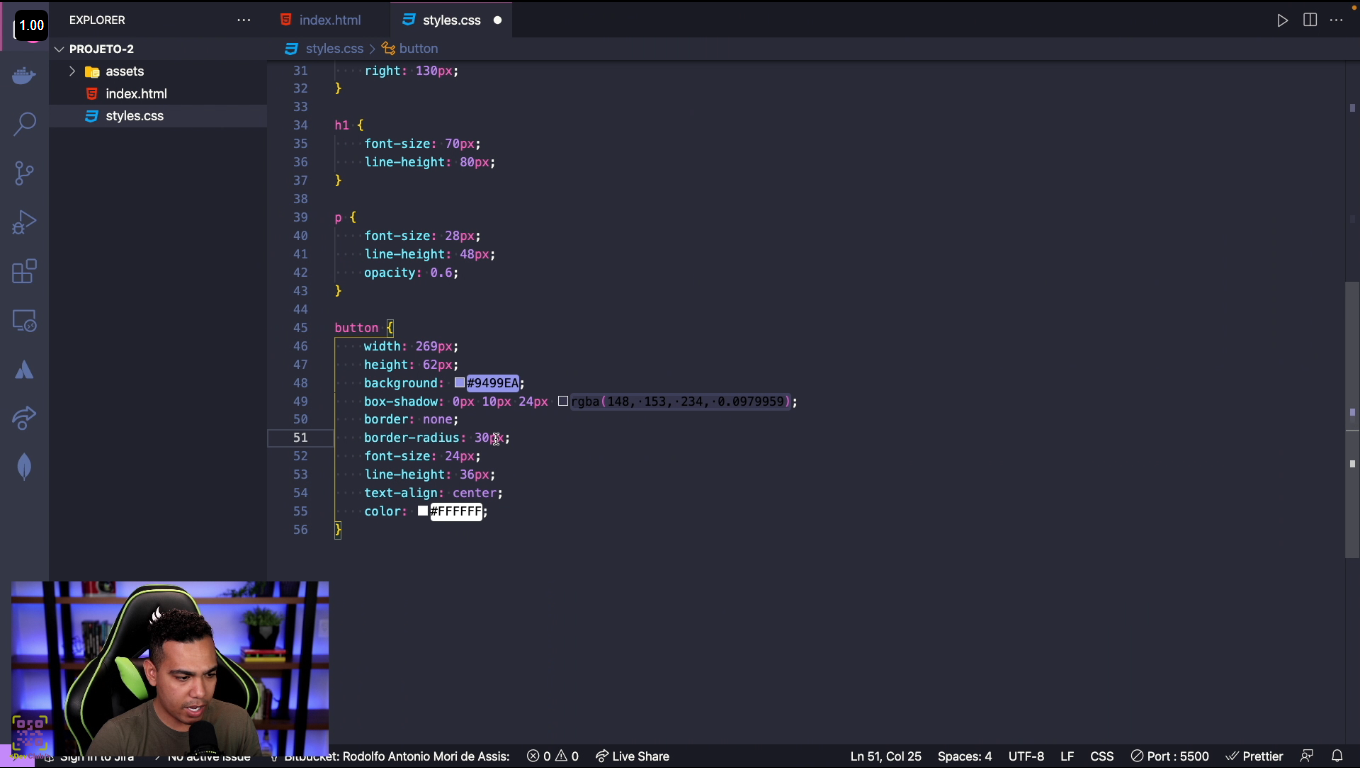 1.00
EXPLORER
index.html
styles.css
PROJETO-2
styles.css > button
assets
index.html
styles.css
31 right: 130px;
32 }
33
34 h1 {
35 font-size: 70px;
36 line-height: 80px;
37 }
38
39 p {
40 font-size: 28px;
41 line-height: 48px;
42 opacity: 0.6;
43 }
44
45 button {
46 width: 269px;
47 height: 62px;
48 background: #9499EA;
49 box-shadow: 0px 10px 24px rgba(148, 153, 234, 0.0979959);
50 border: none;
51 border-radius: 30px;
52 font-size: 24px;
53 line-height: 36px;
54 text-align: center;
55 color: #FFFFFF;
56 }
Sign in to Jira No active issue Bitbucket: Rodolfo Antonio Mori de Assis: 0 0 Live Share Ln 51, Col 25 Spaces: 4 UTF-8 LF CSS Port : 5500 Prettier